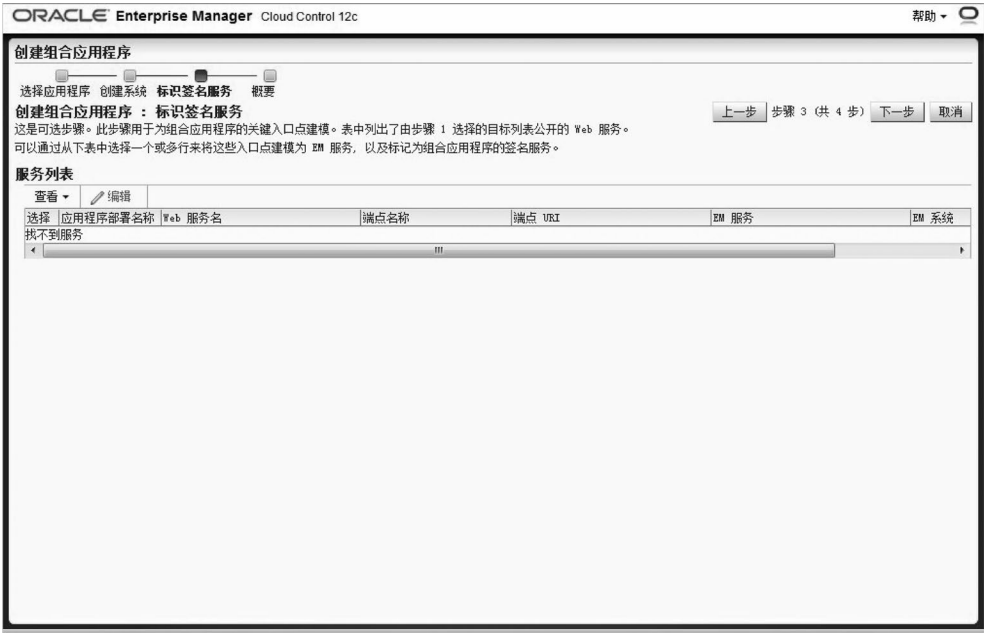 ORACLE Enterprise Manager Cloud Control 12c 帮助
创建组合应用程序
选择应用程序 创建系统 标识签名服务 概要
创建组合应用程序 : 标识签名服务 上一步 步骤 3 (共 4 步) 下一步 取消
这是可选步骤。此步骤用于为组合应用程序的关键入口点建模。表中列出了由步骤 1 选择的目标列表公开的 Web 服务。
可以通过从下表中选择一个或多行来将这些入口点建模为 EM 服务, 以及标记为组合应用程序的签名服务。
服务列表
查看 编辑
选择 应用程序部署名称 Web 服务名 端点名称 端点 URI EM 服务 EM 系统
找不到服务